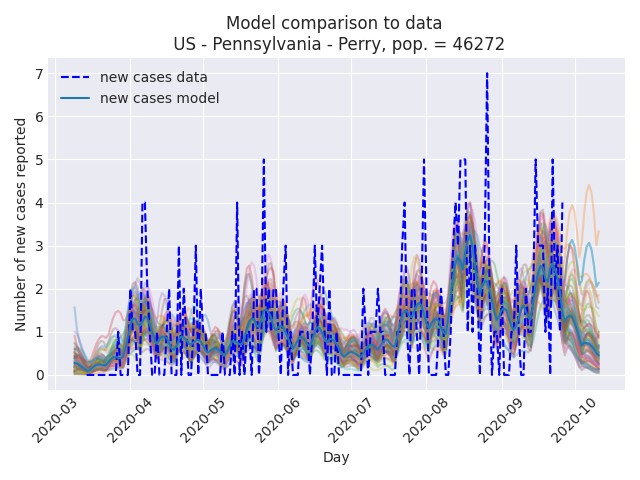 Model comparison to data
US - Pennsylvania - Perry, pop. = 46272
new cases data
new cases model
Number of new cases reported
7
6
5
4
3
2
1
0
2020-03
2020-04
2020-05
2020-06
2020-07
2020-08
2020-09
2020-10
Day